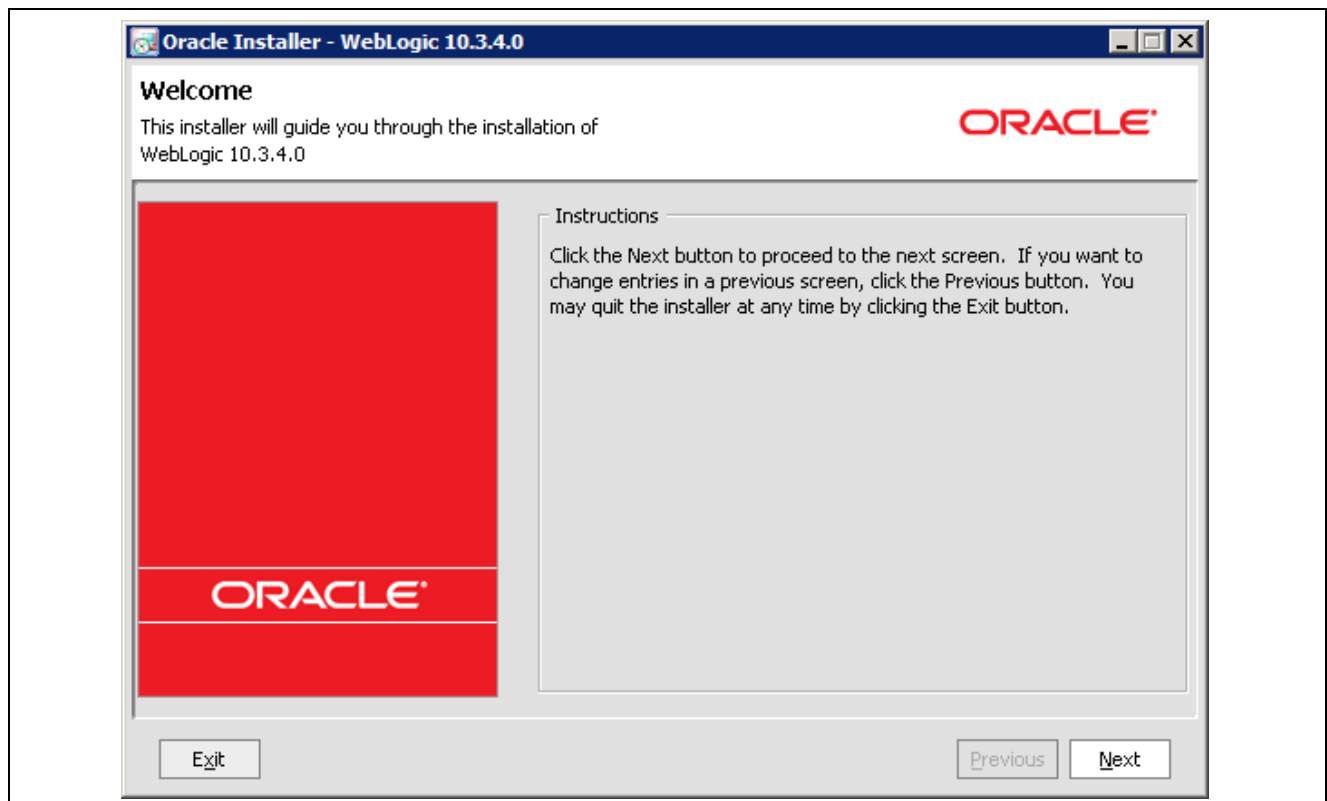 Oracle Installer - WebLogic 10.3.4.0
Welcome
This installer will guide you through the installation of
WebLogic 10.3.4.0
ORACLE
Instructions
Click the Next button to proceed to the next screen. If you want to
change entries in a previous screen, click the Previous button. You
may quit the installer at any time by clicking the Exit button.
ORACLE
Exit
Previous
Next